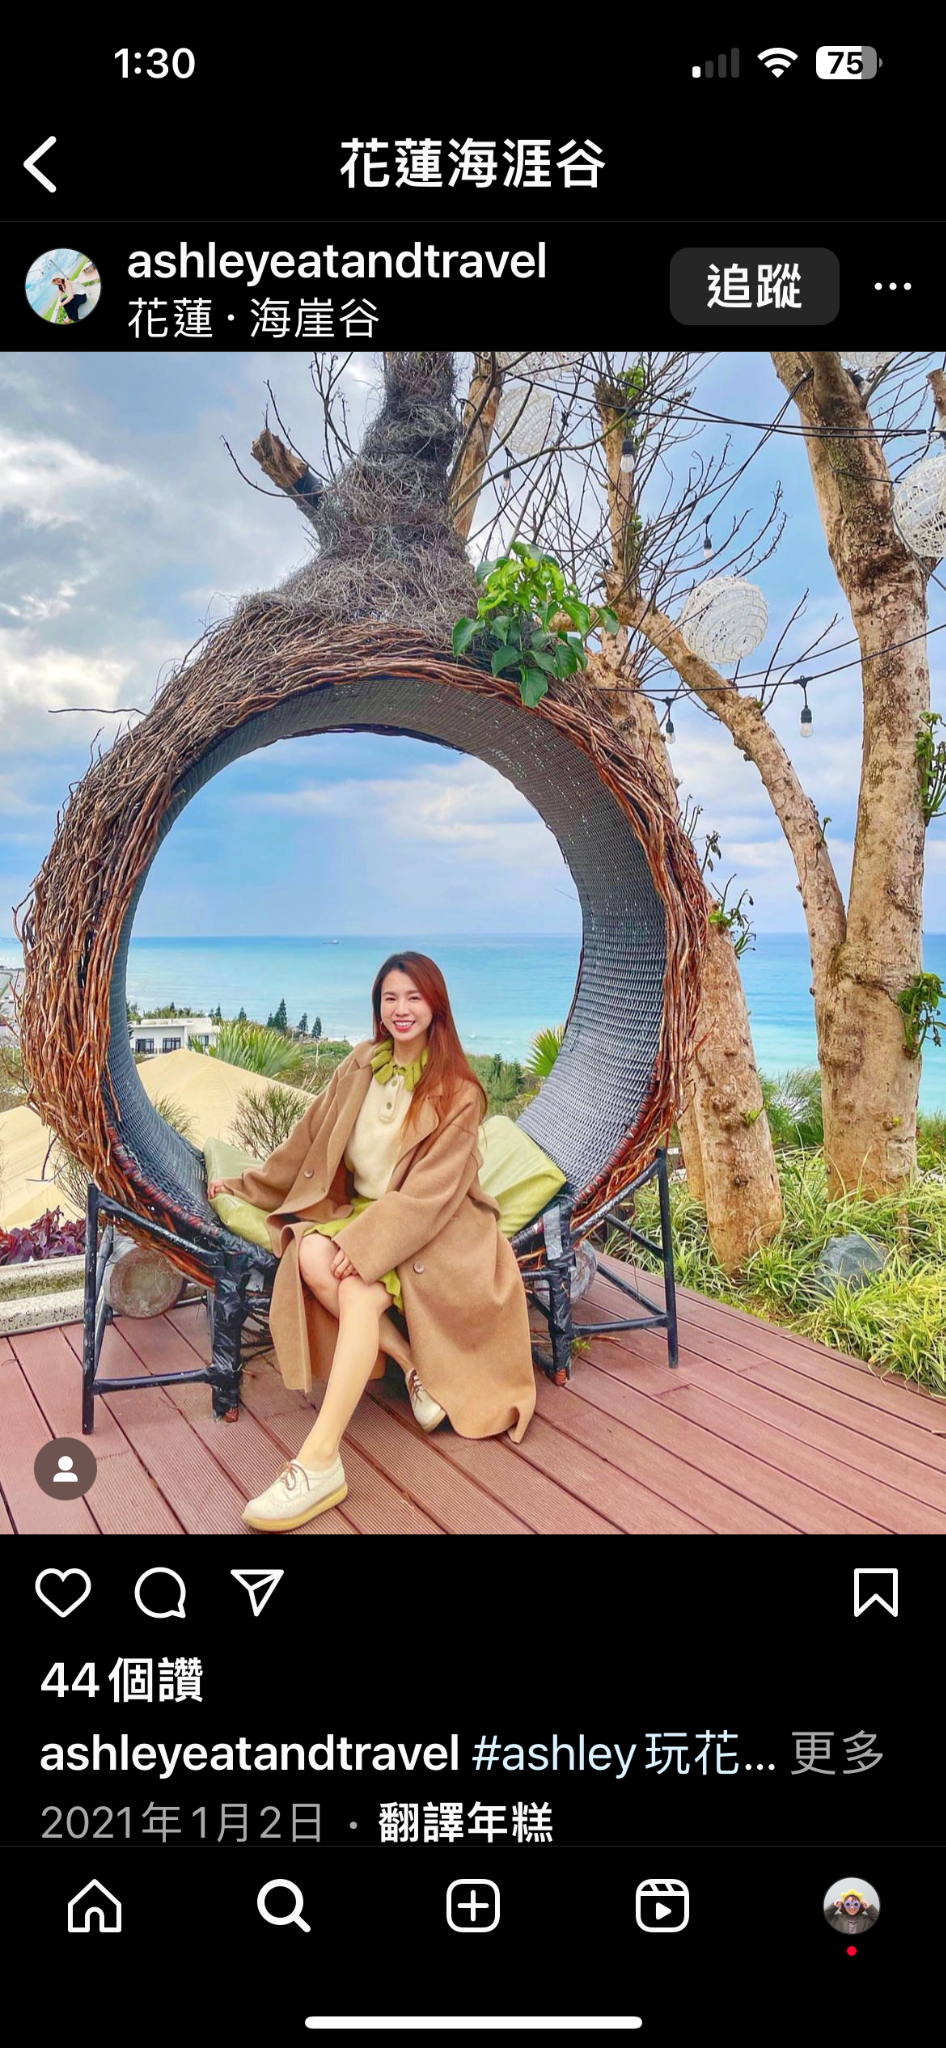 1:30
75
花蓮海涯谷
ashleyeatandtravel
追蹤
花蓮·海崖谷
44個讚
ashleyeatandtravel #ashley玩花... 更多
2021年1月2日 · 翻譯年糕